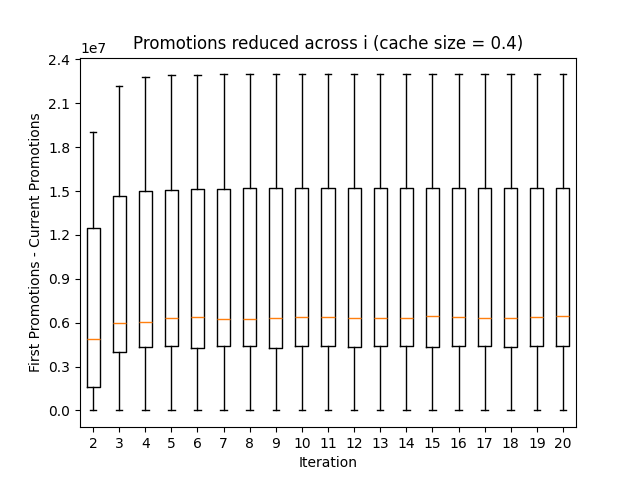 Promotions reduced across i (cache size = 0.4)
1e7
2.4
2.1
1.8
1.5
1.2
0.9
0.6
0.3
0.0
First Promotions - Current Promotions
2 3 4 5 6 7 8 9 10 11 12 13 14 15 16 17 18 19 20
Iteration